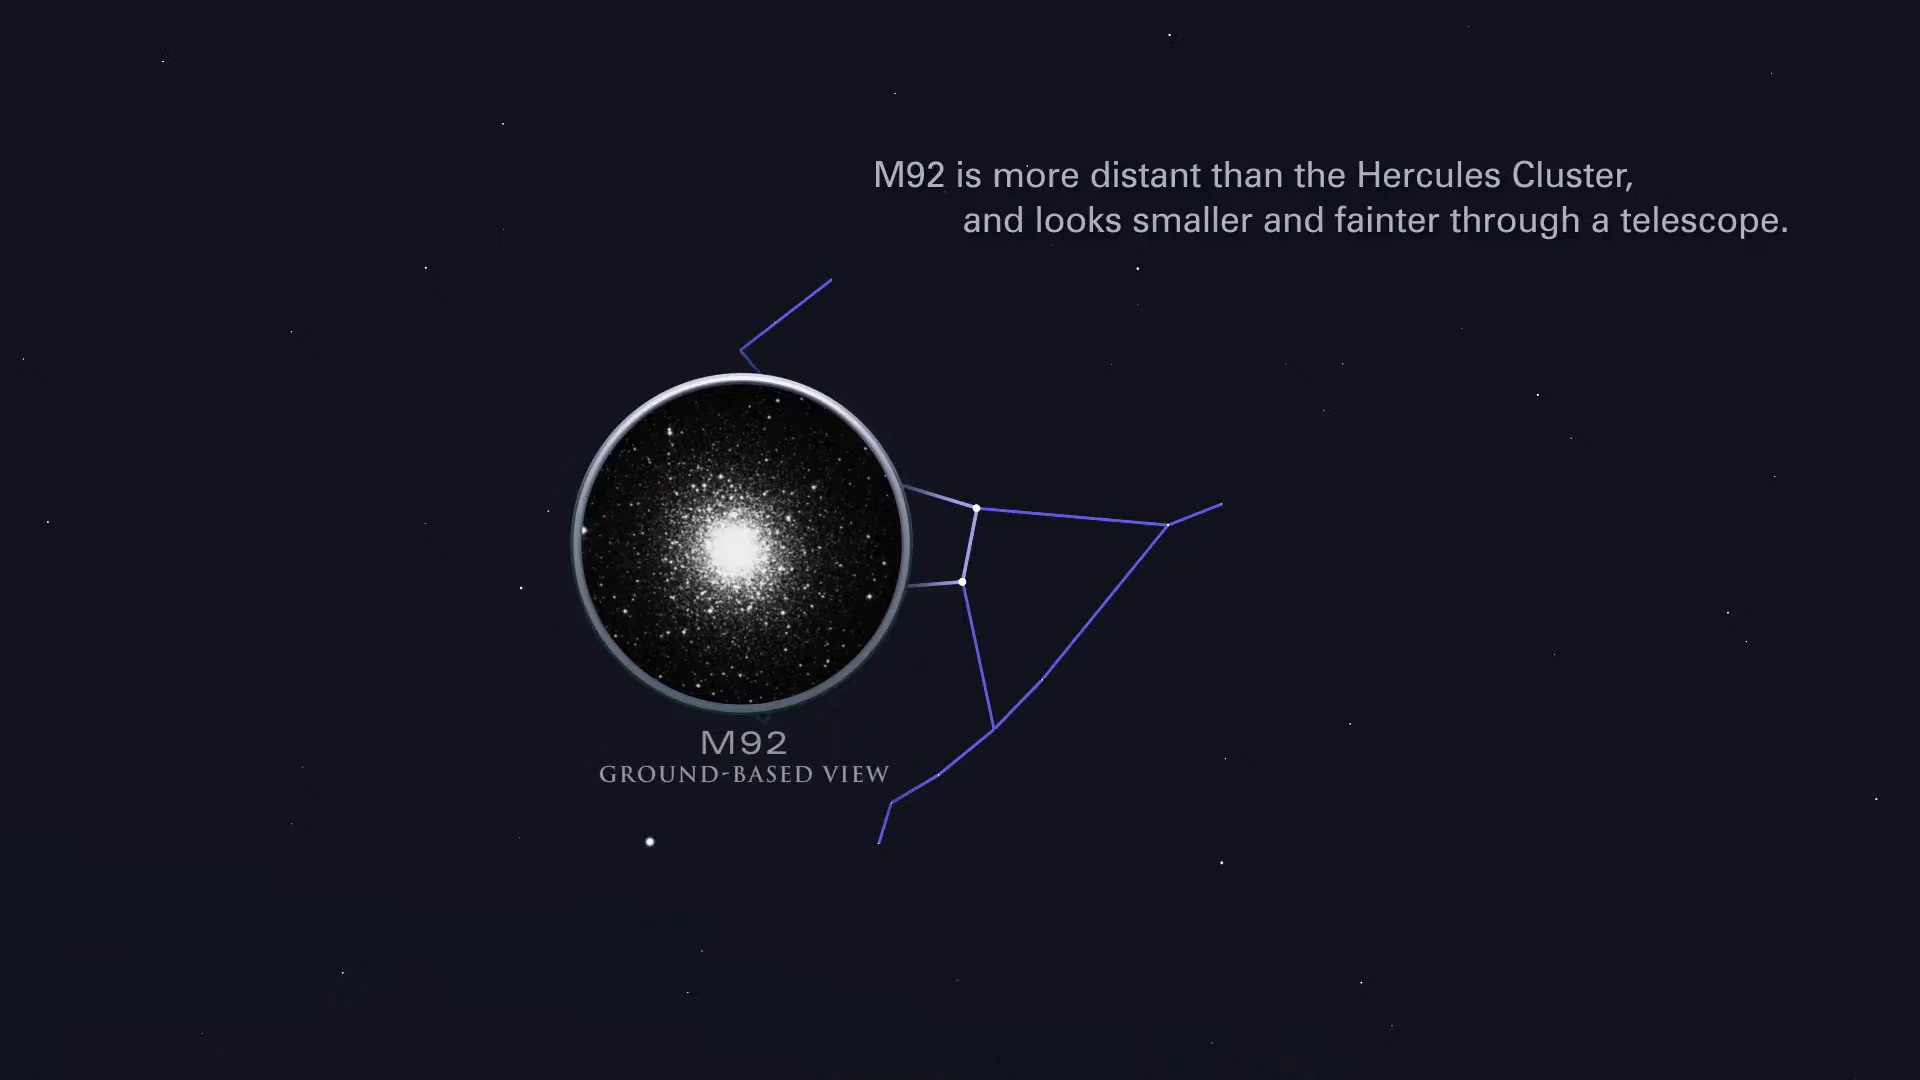 M92 is more distant than the Hercules Cluster,
and looks smaller and fainter through a telescope.
M92
GROUND-BASED VIEW